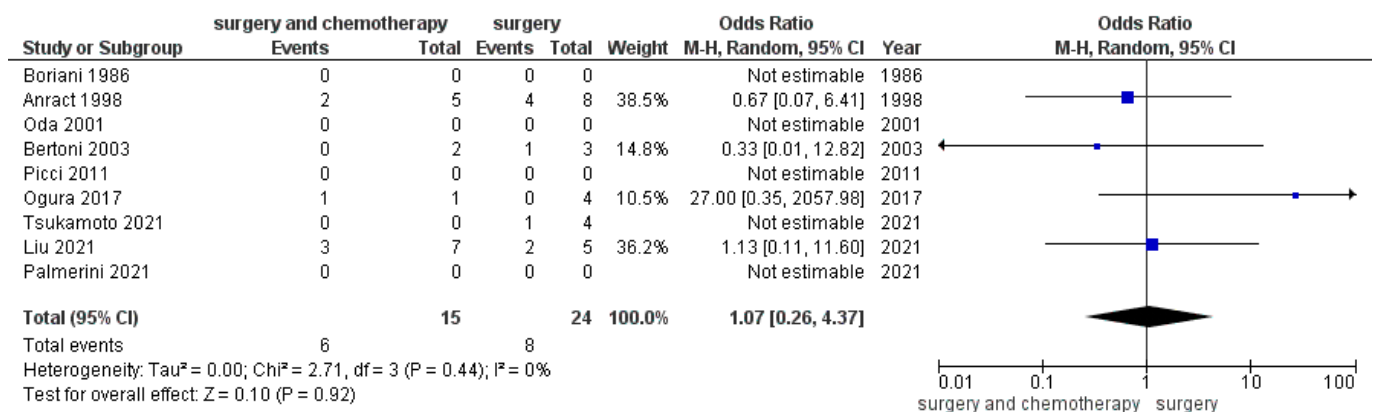 surgery and chemotherapy surgery Odds Ratio Odds Ratio
Study or Subgroup Events Total Events Total Weight M-H, Random, 95% CI Year M-H, Random, 95% CI
Boriani 1986 0 0 0 0 Not estimable 1986
Anract 1998 2 5 4 8 38.5% 0.67 [0.07, 6.41] 1998
Oda 2001 0 0 0 0 Not estimable 2001
Bertoni 2003 0 2 1 3 14.8% 0.33 [0.01, 12.82] 2003
Picci 2011 0 0 0 0 Not estimable 2011
Ogura 2017 1 1 0 4 10.5% 27.00 [0.35, 2057.98] 2017
Tsukamoto 2021 0 0 1 4 Not estimable 2021
Liu 2021 3 7 2 5 36.2% 1.13 [0.11, 11.60] 2021
Palmerini 2021 0 0 0 0 Not estimable 2021
Total (95% CI) 15 24 100.0% 1.07 [0.26, 4.37]
Total events 6 8
Heterogeneity: Tau² = 0.00; Chi² = 2.71, df = 3 (P = 0.44); I² = 0%
Test for overall effect: Z = 0.10 (P = 0.92)
0.01 0.1 1 10 100
surgery and chemotherapy surgery